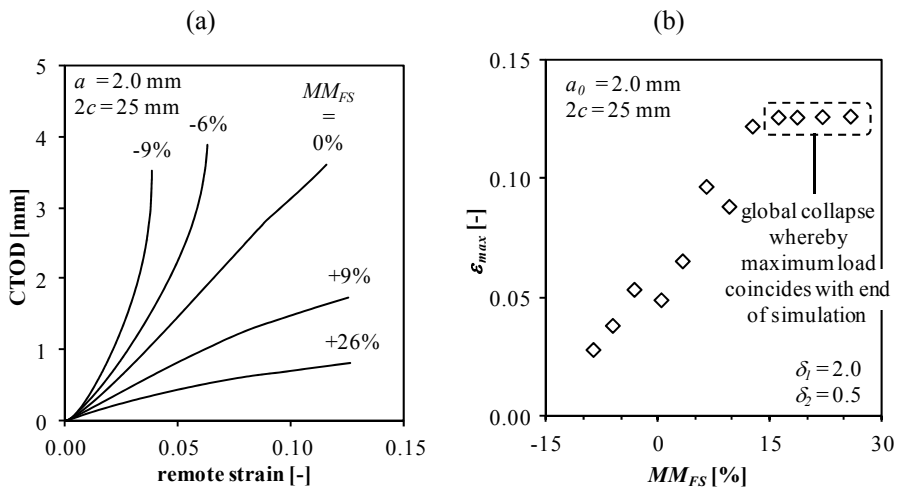 (a)
5
4
3
2
1
0
CTOD [mm]
a = 2.0 mm
2c = 25 mm
MM_FS
=
0%
-6%
-9%
+9%
+26%
0.00
0.05
0.10
0.15
remote strain [-]
(b)
0.15
0.10
0.05
0.00
ε_max [-]
a_0 = 2.0 mm
2c = 25 mm
global collapse
whereby
maximum load
coincides with end
of simulation
δ_1 = 2.0
δ_2 = 0.5
-15
0
15
30
MM_FS [%]